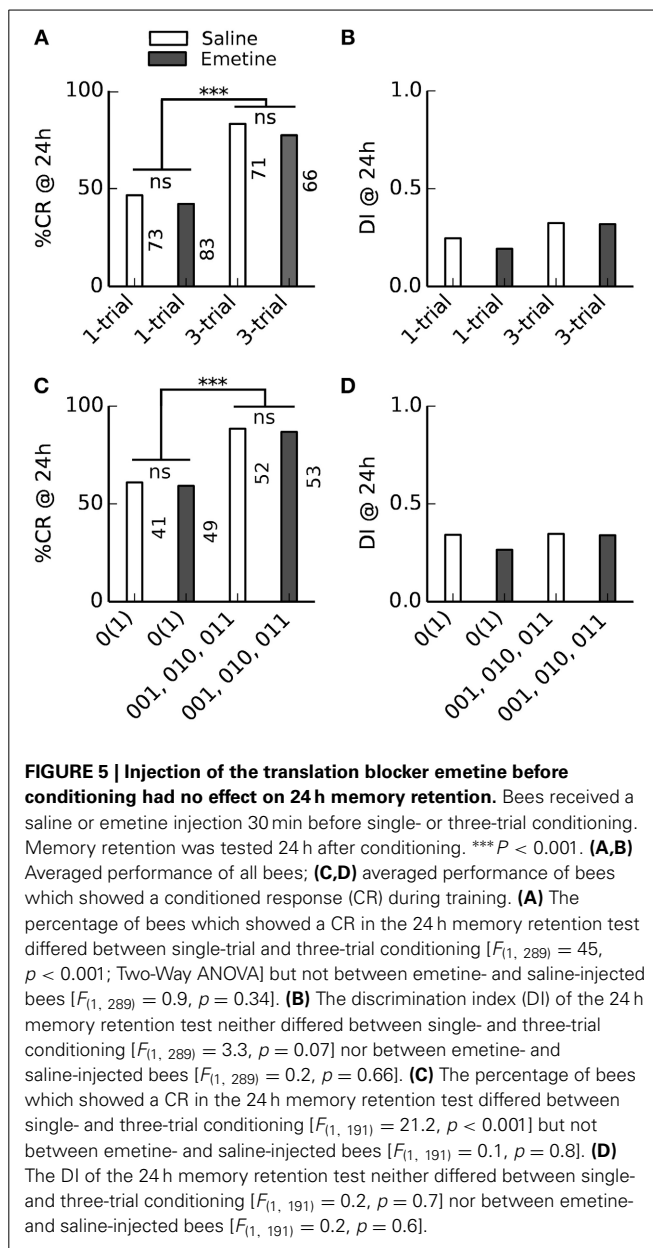 A
Saline
Emetine
B
100
50
0
%CR @ 24h
***
ns
ns
73
83
71
66
1-trial
1-trial
3-trial
3-trial
1.0
0.5
0.0
DI @ 24h
1-trial
1-trial
3-trial
3-trial
C
100
50
0
%CR @ 24h
***
ns
ns
41
49
52
53
0(1)
0(1)
001, 010, 011
001, 010, 011
D
1.0
0.5
0.0
DI @ 24h
0(1)
0(1)
001, 010, 011
001, 010, 011
FIGURE 5 | Injection of the translation blocker emetine before
conditioning had no effect on 24 h memory retention. Bees received a
saline or emetine injection 30 min before single- or three-trial conditioning.
Memory retention was tested 24 h after conditioning. ***P < 0.001. (A,B)
Averaged performance of all bees; (C,D) averaged performance of bees
which showed a conditioned response (CR) during training. (A) The
percentage of bees which showed a CR in the 24 h memory retention test
differed between single-trial and three-trial conditioning [F(1, 289) = 45,
p < 0.001; Two-Way ANOVA] but not between emetine- and saline-injected
bees [F(1, 289) = 0.9, p = 0.34]. (B) The discrimination index (DI) of the 24 h
memory retention test neither differed between single- and three-trial
conditioning [F(1, 289) = 3.3, p = 0.07] nor between emetine- and
saline-injected bees [F(1, 289) = 0.2, p = 0.66]. (C) The percentage of bees
which showed a CR in the 24 h memory retention test differed between
single- and three-trial conditioning [F(1, 191) = 21.2, p < 0.001] but not
between emetine- and saline-injected bees [F(1, 191) = 0.1, p = 0.8]. (D)
The DI of the 24 h memory retention test neither differed between single-
and three-trial conditioning [F(1, 191) = 0.2, p = 0.7] nor between emetine-
and saline-injected bees [F(1, 191) = 0.2, p = 0.6].